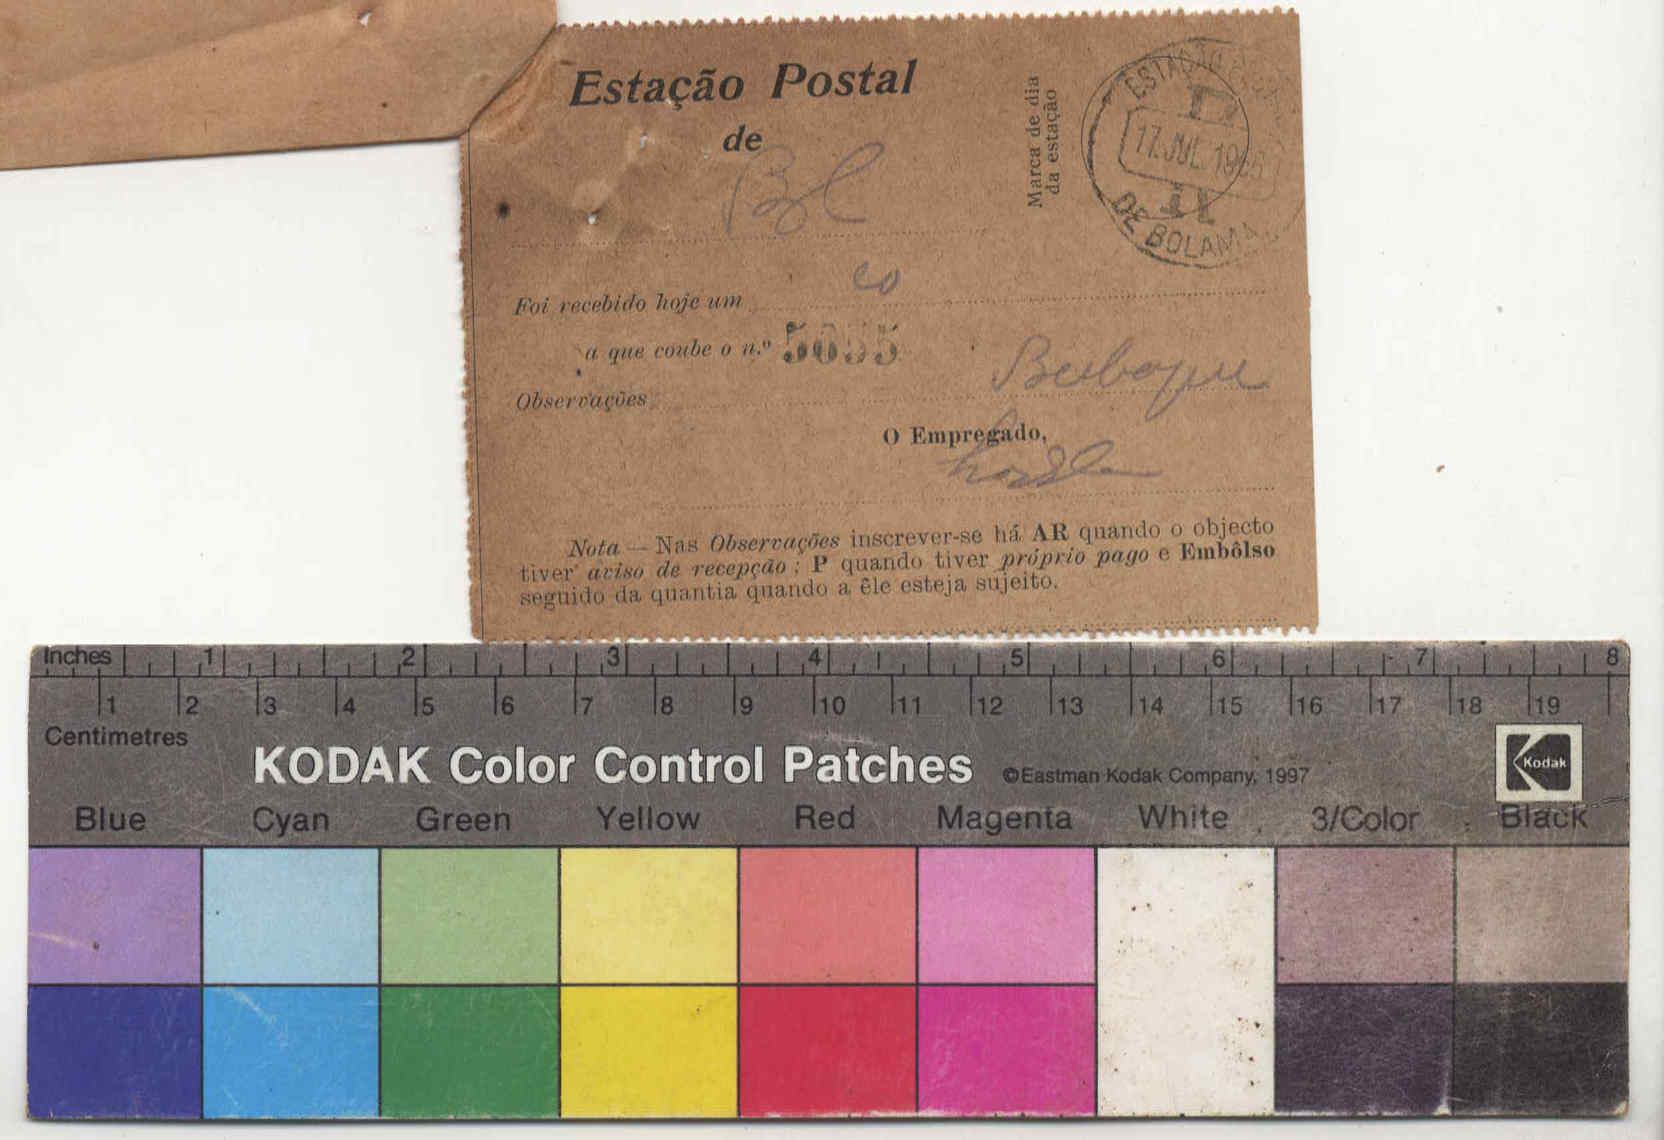 Estação Postal
de
Bl
Marca de dia
da estação
ESTAÇÃO
17.JUL.19
DE BOLAMA
Foi recebido hoje um co
a que coube o n.º 5055
Observações
O Empregado,
Nota — Nas Observações inscrever-se há AR quando o objecto
tiver aviso de recepção; P quando tiver próprio pago e Embôlso
seguido da quantia quando a êle esteja sujeito.
Inches 1 2 3 4 5 6 7 8
1 2 3 4 5 6 7 8 9 10 11 12 13 14 15 16 17 18 19
Centimetres
KODAK Color Control Patches ©Eastman Kodak Company, 1997 Kodak
Blue Cyan Green Yellow Red Magenta White 3/Color Black